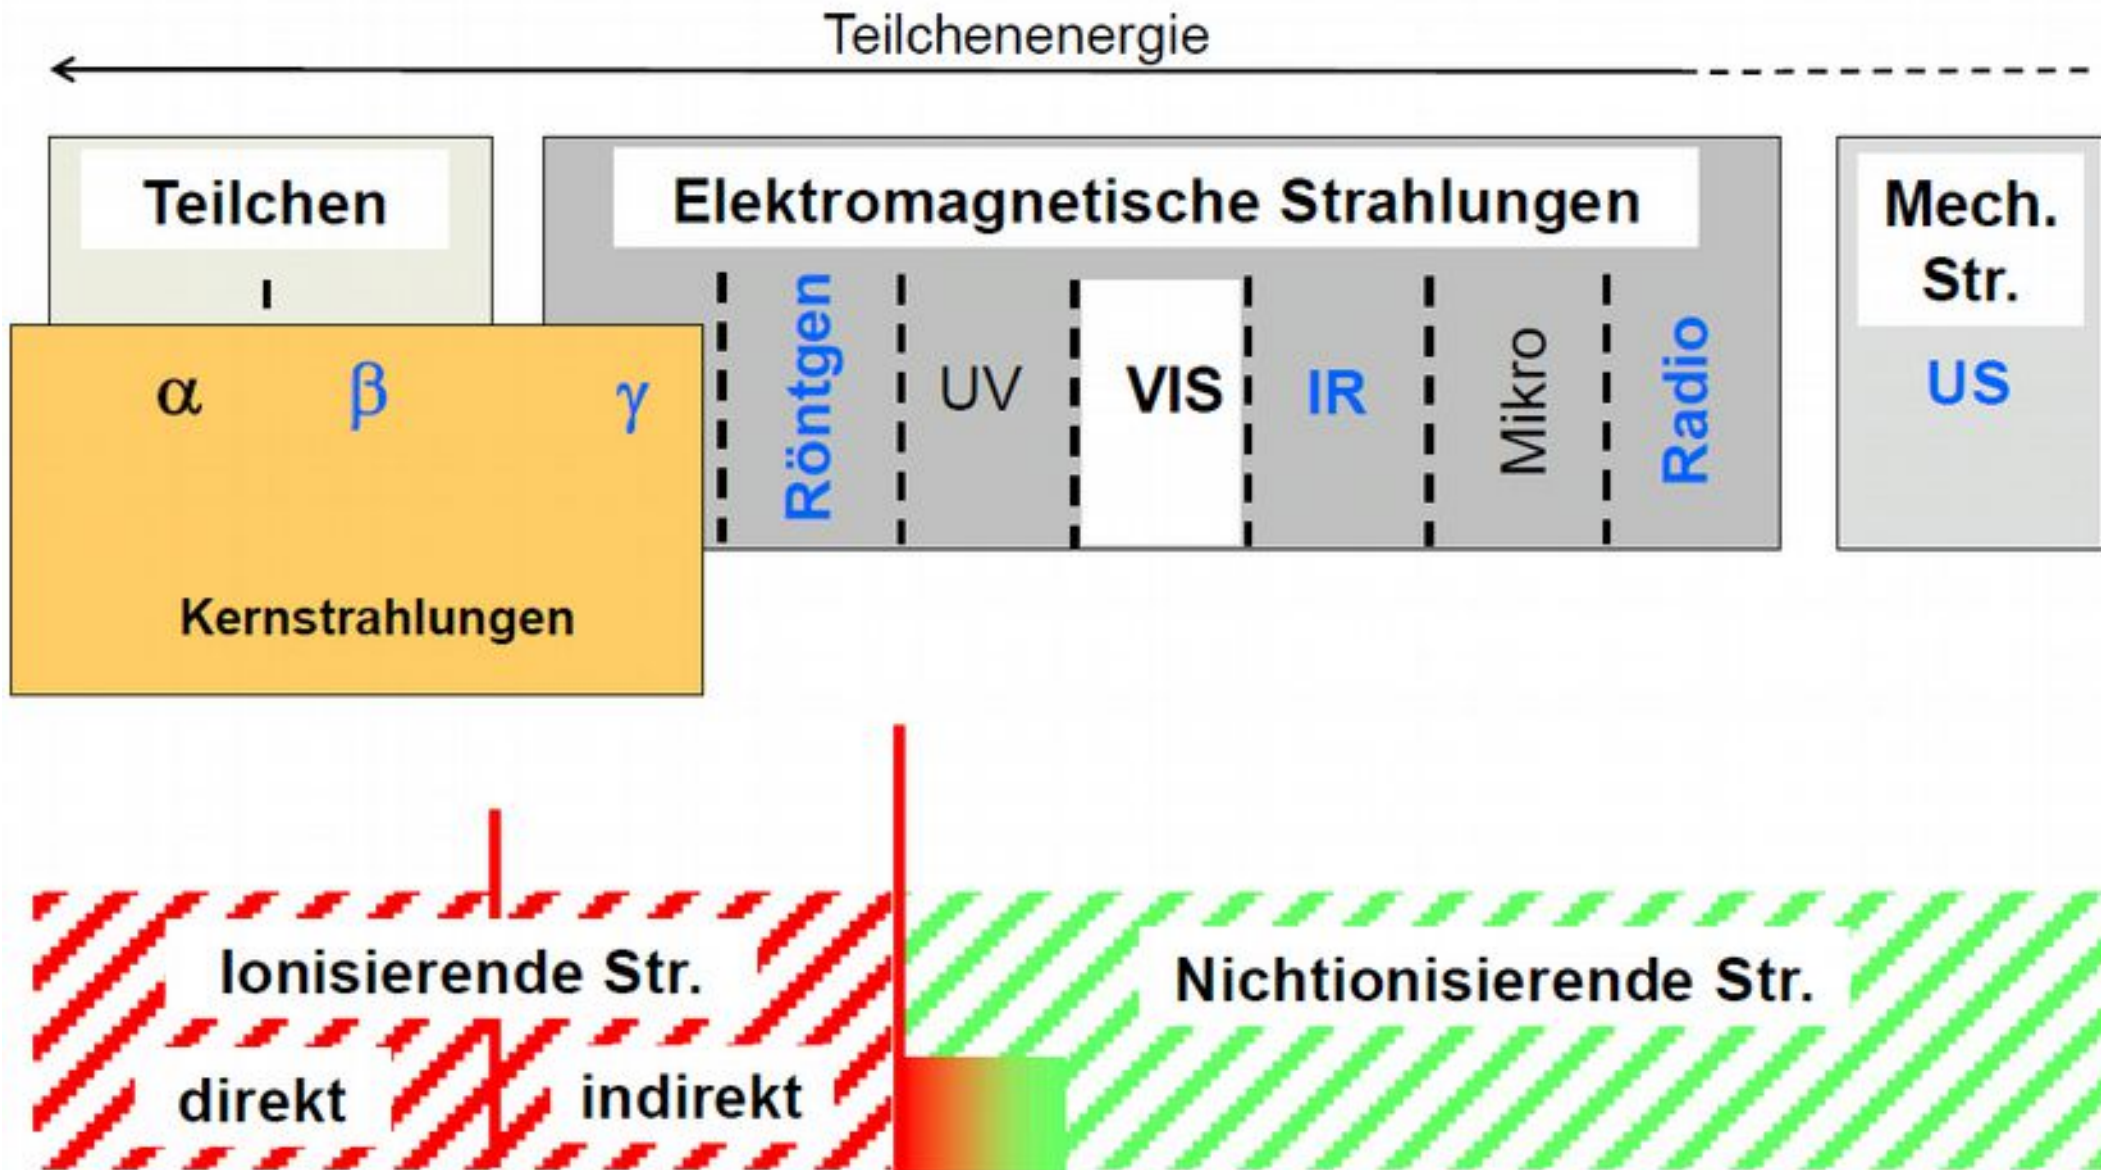 Teilchenenergie
Teilchen
Elektromagnetische Strahlungen
Mech.
Str.
α
β
γ
Röntgen
UV
VIS
IR
Mikro
Radio
US
Kernstrahlungen
Ionisierende Str.
Nichtionisierende Str.
direkt
indirekt